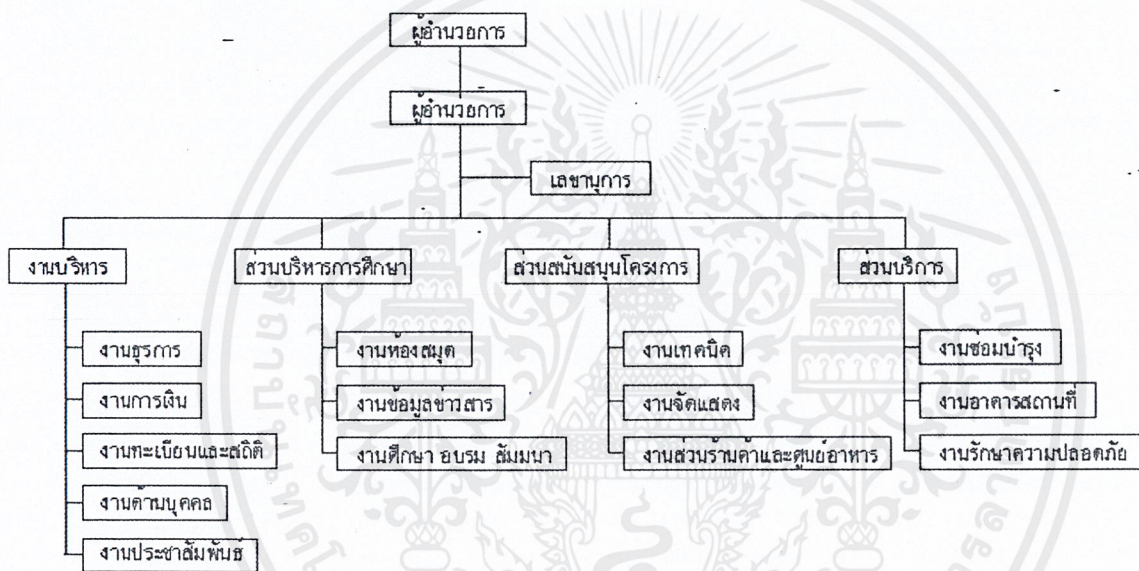 ผู้อำนวยการ
ผู้อำนวยการ
เลขานุการ
งานบริหาร
ส่วนบริหารการศึกษา
ส่วนสนับสนุนโครงการ
ส่วนบริการ
งานธุรการ
งานการเงิน
งานทะเบียนและสถิติ
งานด้านบุคคล
งานประชาสัมพันธ์
งานห้องสมุด
งานข้อมูลข่าวสาร
งานศึกษา อบรม สัมมนา
งานเทคนิค
งานจัดแสดง
งานส่วนร้านค้าและศูนย์อาหาร
งานซ่อมบำรุง
งานอาคารสถานที่
งานรักษาความปลอดภัย